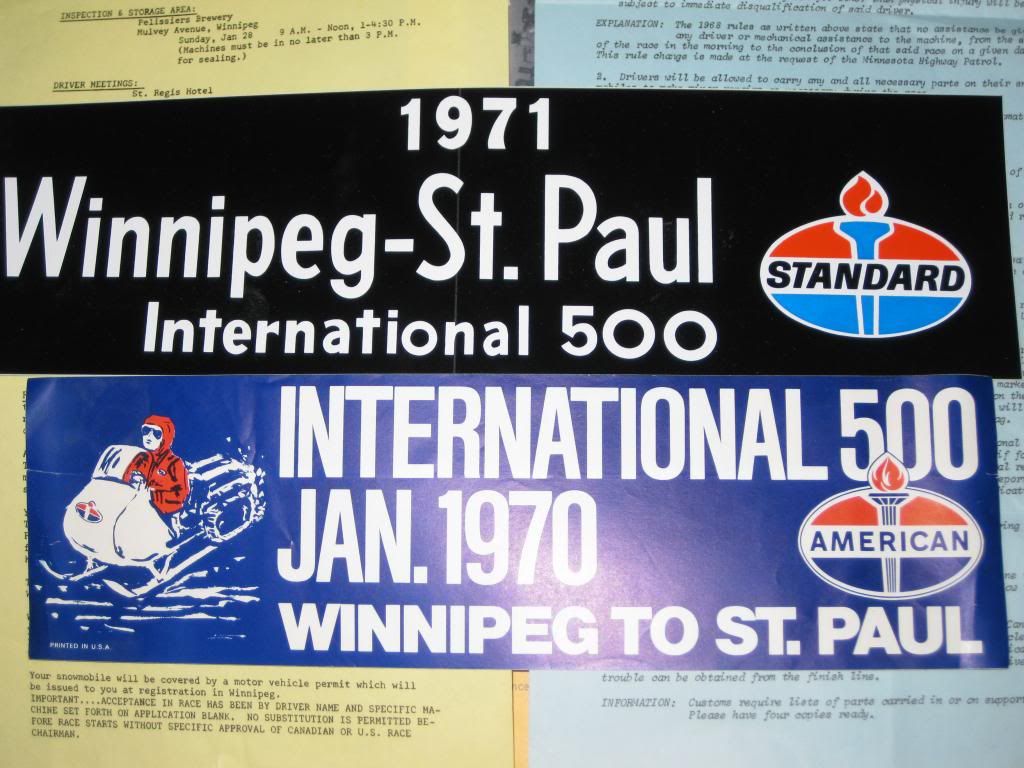 INSPECTION & STORAGE AREA:
Pelissiers Brewery
Mulvey Avenue, Winnipeg
Sunday, Jan 28 9 A.M. - Noon, 1-4:30 P.M.
(Machines must be in no later than 3 P.M.
for sealing.)
DRIVER MEETINGS:
St. Regis Hotel
subject to immediate disqualification of said driver.
EXPLANATION: The 1968 rules as written above state that no assistance be
any driver or mechanical assistance to the machine, from the
of the race in the morning to the conclusion of that said race on a given
This rule change is made at the request of the Minnesota Highway Patrol.
2. Drivers will be allowed to carry any and all necessary parts on their
1971
Winnipeg-St. Paul
International 500
STANDARD
INTERNATIONAL 500
JAN. 1970
WINNIPEG TO ST. PAUL
AMERICAN
PRINTED IN U.S.A.
Your snowmobile will be covered by a motor vehicle permit which will
be issued to you at registration in Winnipeg.
IMPORTANT....ACCEPTANCE IN RACE HAS BEEN BY DRIVER NAME AND SPECIFIC MA-
CHINE SET FORTH ON APPLICATION BLANK. NO SUBSTITUTION IS PERMITTED BE-
FORE RACE STARTS WITHOUT SPECIFIC APPROVAL OF CANADIAN OR U.S. RACE
CHAIRMAN.
trouble can be obtained from the finish line.
INFORMATION: Customs require lists of parts carried in or on
Please have four copies ready.